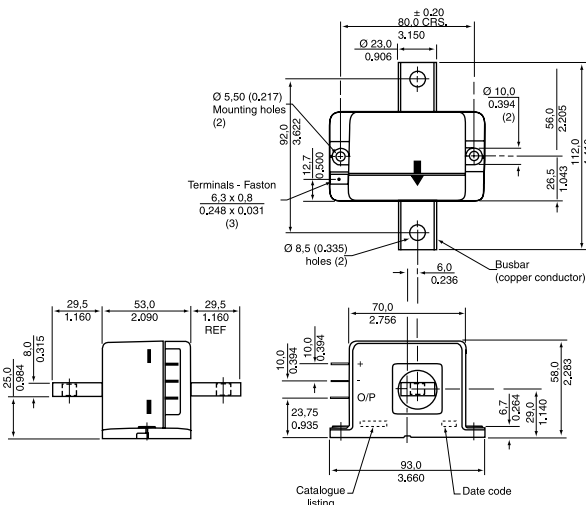 ± 0.20
80.0 CRS.
3.150
Ø 23,0
0.906
Ø 5,50 (0.217)
Mounting holes
(2)
Ø 10,0
0.394
(2)
92,0
3.622
56,0
2.205
112,0
12,7
0.500
26,5
1.043
Terminals - Faston
6,3 x 0,8
0.248 x 0.031
(3)
Ø 8,5 (0.335)
holes (2)
6,0
0.236
Busbar
(copper conductor)
29,5
1.160
53,0
2.090
29,5
1.160
REF
8,0
0.315
25,0
0.984
70,0
2.756
10,0
0.394
10,0
0.394
+
-
O/P
23,75
0.935
58,0
2.283
6,7
0.264
29,0
1.140
93,0
3.660
Catalogue
listing
Date code